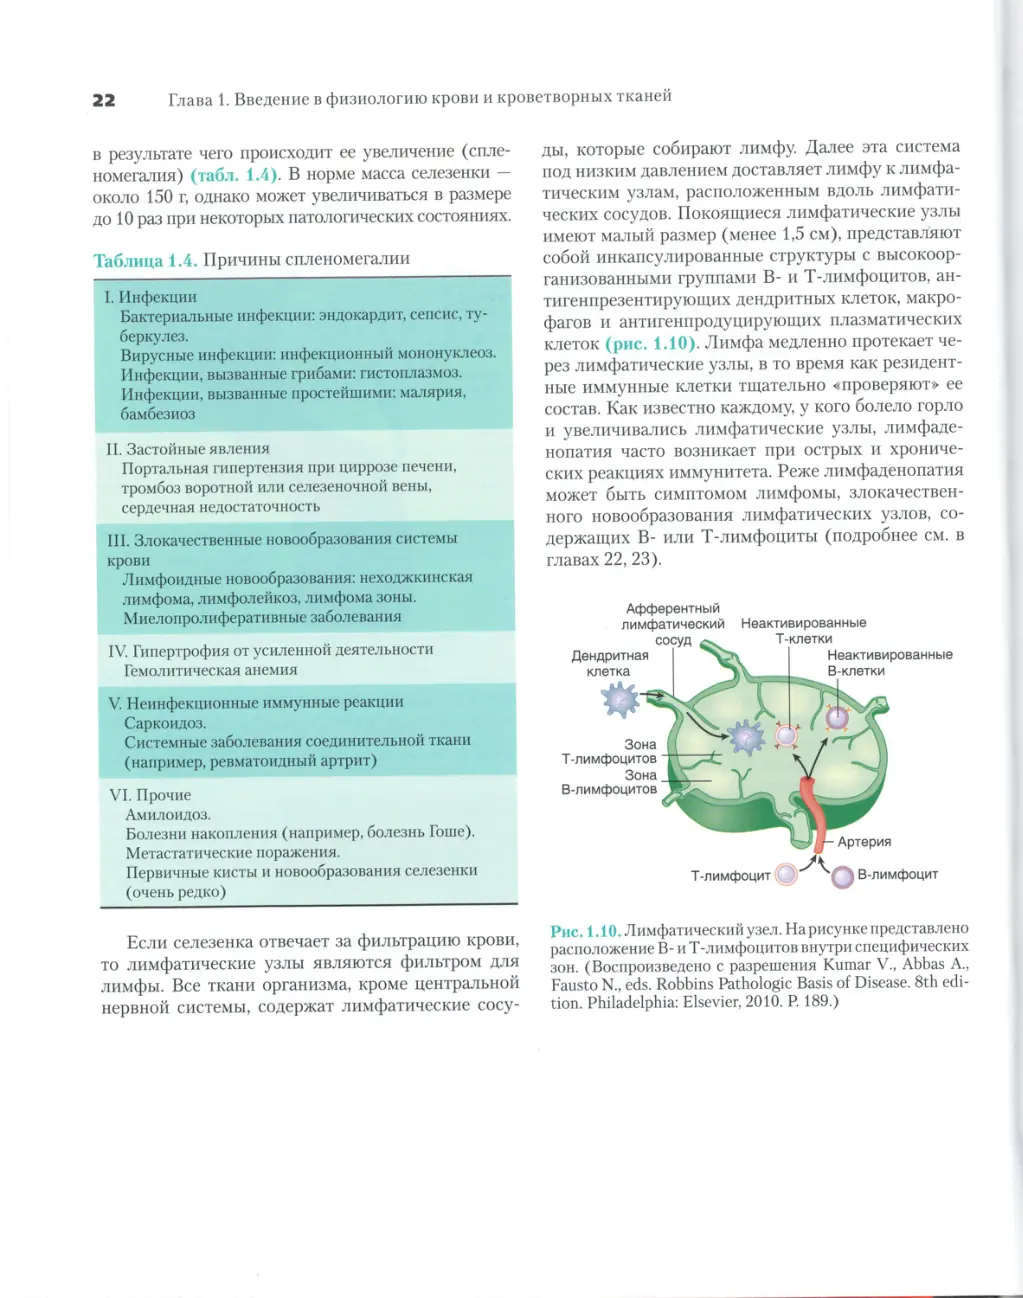 22 Глава 1. Введение в физиологию крови и кроветворных тканей
в результате чего происходит ее увеличение (спле-
номегалия) (табл. 1.4). В норме масса селезенки —
около 150 г, однако может увеличиваться в размере
до 10 раз при некоторых патологических состояниях.
Таблица 1.4. Причины спленомегалии
I. Инфекции
Бактериальные инфекции: эндокардит, сепсис, ту-
беркулез.
Вирусные инфекции: инфекционный мононуклеоз.
Инфекции, вызванные грибами: гистоплазмоз.
Инфекции, вызванные простейшими: малярия,
бамбезиоз
II. Застойные явления
Портальная гипертензия при циррозе печени,
тромбоз воротной или селезеночной вены,
сердечная недостаточность
III. Злокачественные новообразования системы
крови
Лимфоидные новообразования: неходжкинская
лимфома, лимфолейкоз, лимфома зоны.
Миелопролиферативные заболевания
IV. Гипертрофия от усиленной деятельности
Гемолитическая анемия
V. Неинфекционные иммунные реакции
Саркоидоз.
Системные заболевания соединительной ткани
(например, ревматоидный артрит)
VI. Прочие
Амилоидоз.
Болезни накопления (например, болезнь Гоше).
Метастатические поражения.
Первичные кисты и новообразования селезенки
(очень редко)
Если селезенка отвечает за фильтрацию крови,
то лимфатические узлы являются фильтром для
лимфы. Все ткани организма, кроме центральной
нервной системы, содержат лимфатические сосу-
ды, которые собирают лимфу. Далее эта система
под низким давлением доставляет лимфу к лимфа-
тическим узлам, расположенным вдоль лимфати-
ческих сосудов. Покоящиеся лимфатические узлы
имеют малый размер (менее 1,5 см), представляют
собой инкапсулированные структуры с высокоор-
ганизованными группами В- и Т-лимфоцитов, ан-
тигенпрезентирующих дендритных клеток, макро-
фагов и антигенпродуцирующих плазматических
клеток (рис. 1.10). Лимфа медленно протекает че-
рез лимфатические узлы, в то время как резидент-
ные иммунные клетки тщательно «проверяют» ее
состав. Как известно каждому, у кого болело горло
и увеличивались лимфатические узлы, лимфаде-
нопатия часто возникает при острых и хрониче-
ских реакциях иммунитета. Реже лимфаденопатия
может быть симптомом лимфомы, злокачествен-
ного новообразования лимфатических узлов, со-
держащих В- или Т-лимфоциты (подробнее см. в
главах 22, 23).
Афферентный
лимфатический
сосуд
Неактивированные
Т-клетки
Дендритная
клетка
Неактивированные
В-клетки
Зона
Т-лимфоцитов
Зона
В-лимфоцитов
Артерия
Т-лимфоцит
В-лимфоцит
Рис. 1.10. Лимфатический узел. На рисунке представлено
расположение В- и Т-лимфоцитов внутри специфических
зон. (Воспроизведено с разрешения Kumar V., Abbas A.,
Fausto N., eds. Robbins Pathologic Basis of Disease. 8th edi-
tion. Philadelphia: Elsevier, 2010. P. 189.)